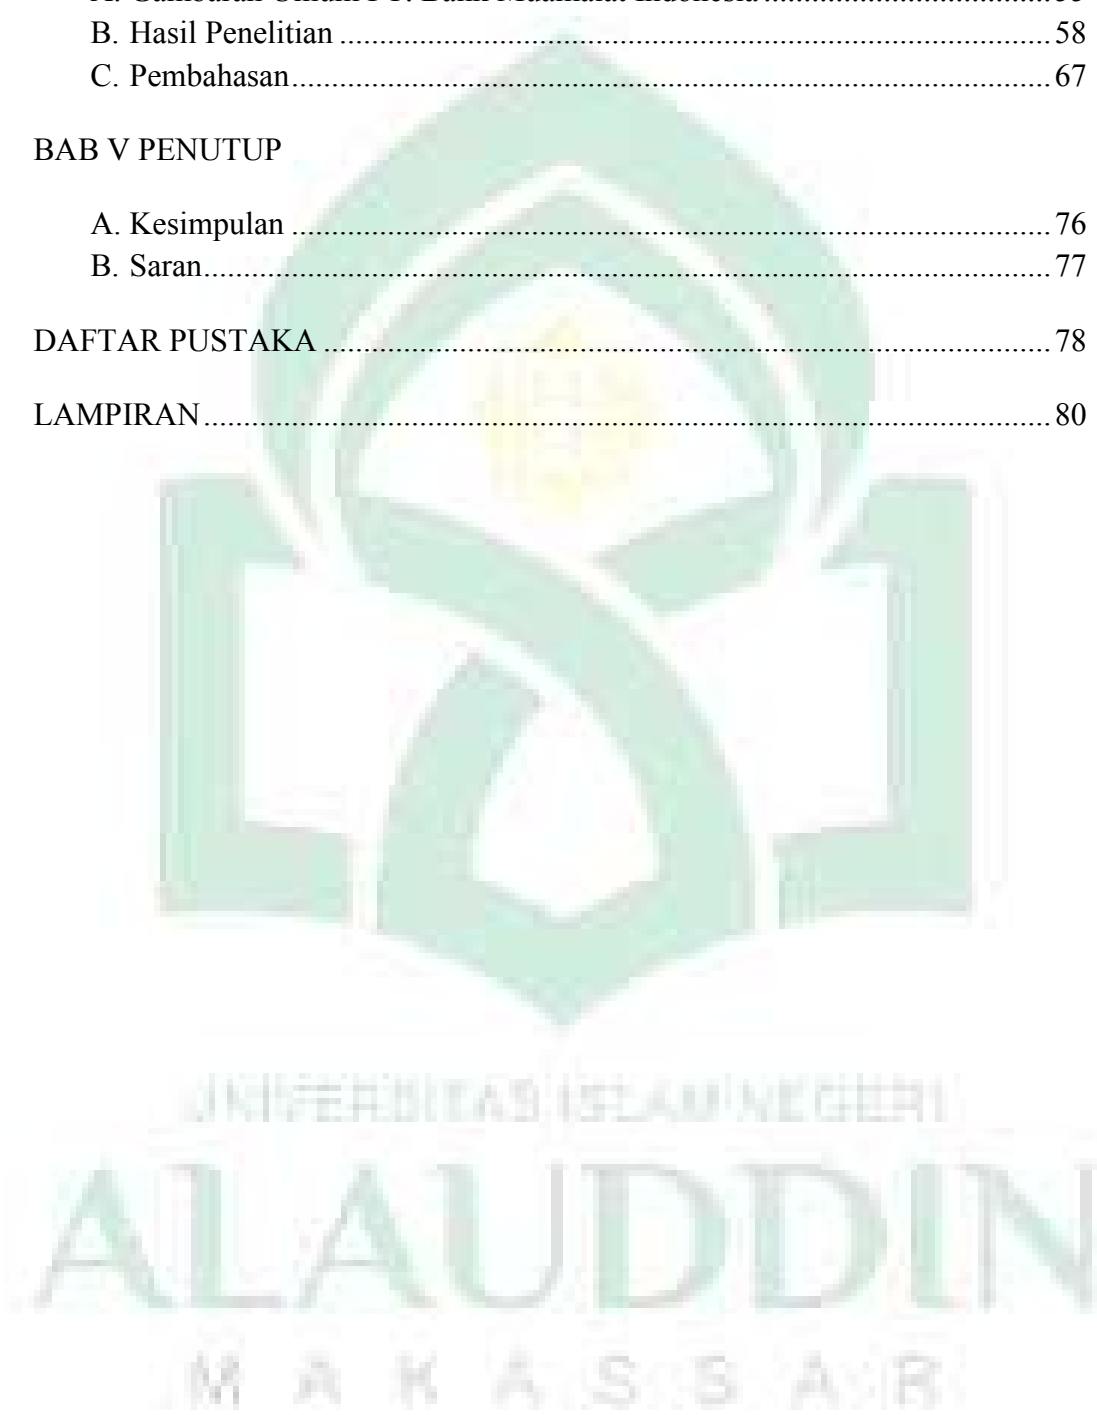 B. Hasil Penelitian ........ 58
C. Pembahasan ........ 67
BAB V PENUTUP
A. Kesimpulan ........ 76
B. Saran ........ 77
DAFTAR PUSTAKA ........ 78
LAMPIRAN ........ 80
UNIVERSITAS ISLAM NEGERI
ALAUDDIN
MAKASSAR